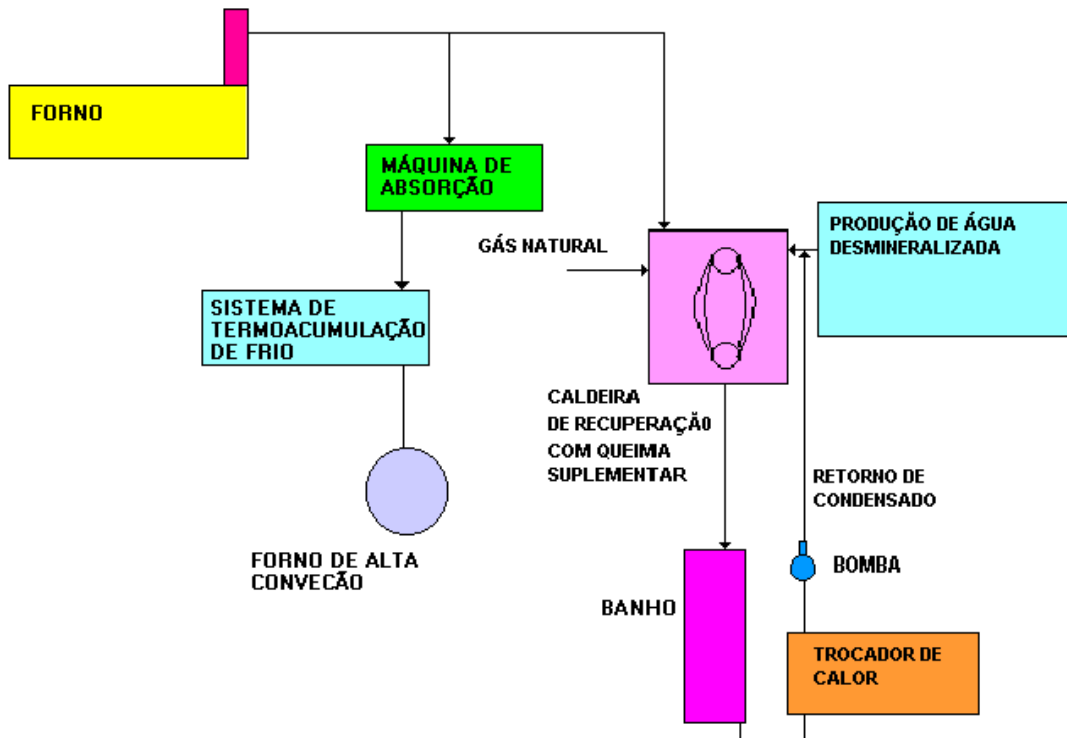 FORNO
MÁQUINA DE
ABSORÇÃO
GÁS NATURAL
PRODUÇÃO DE ÁGUA
DESMINERALIZADA
SISTEMA DE
TERMOACUMULAÇÃO
DE FRIO
CALDEIRA
DE RECUPERAÇÃ0
COM QUEIMIA
SUPLEMENTAR
RETORNO DE
CONDENSADO
FORNO DE ALTA
CONVECÃO
BOMBA
BANHO
TROCADOR DE
CALOR